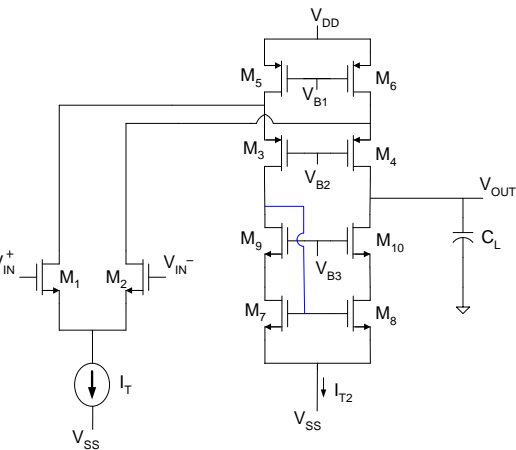 V_DD
M_5
M_6
V_B1
M_3
M_4
V_B2
V_OUT
M_9
M_10
C_L
V_IN^+
M_1
M_2
V_IN^-
V_B3
M_7
M_8
I_T
I_T2
V_SS
V_SS